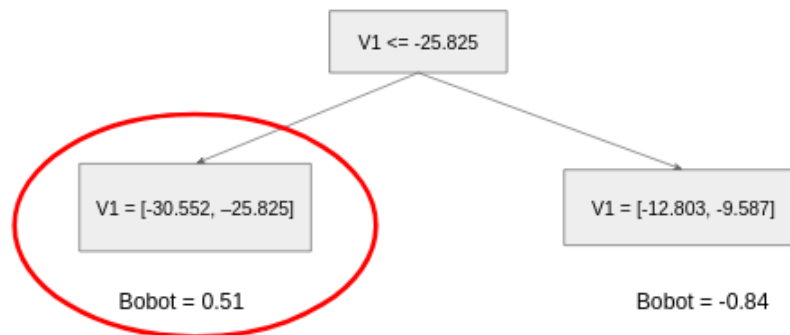 V1 <= -25.825
V1 = [-30.552, –25.825]
V1 = [-12.803, -9.587]
Bobot = 0.51
Bobot = -0.84